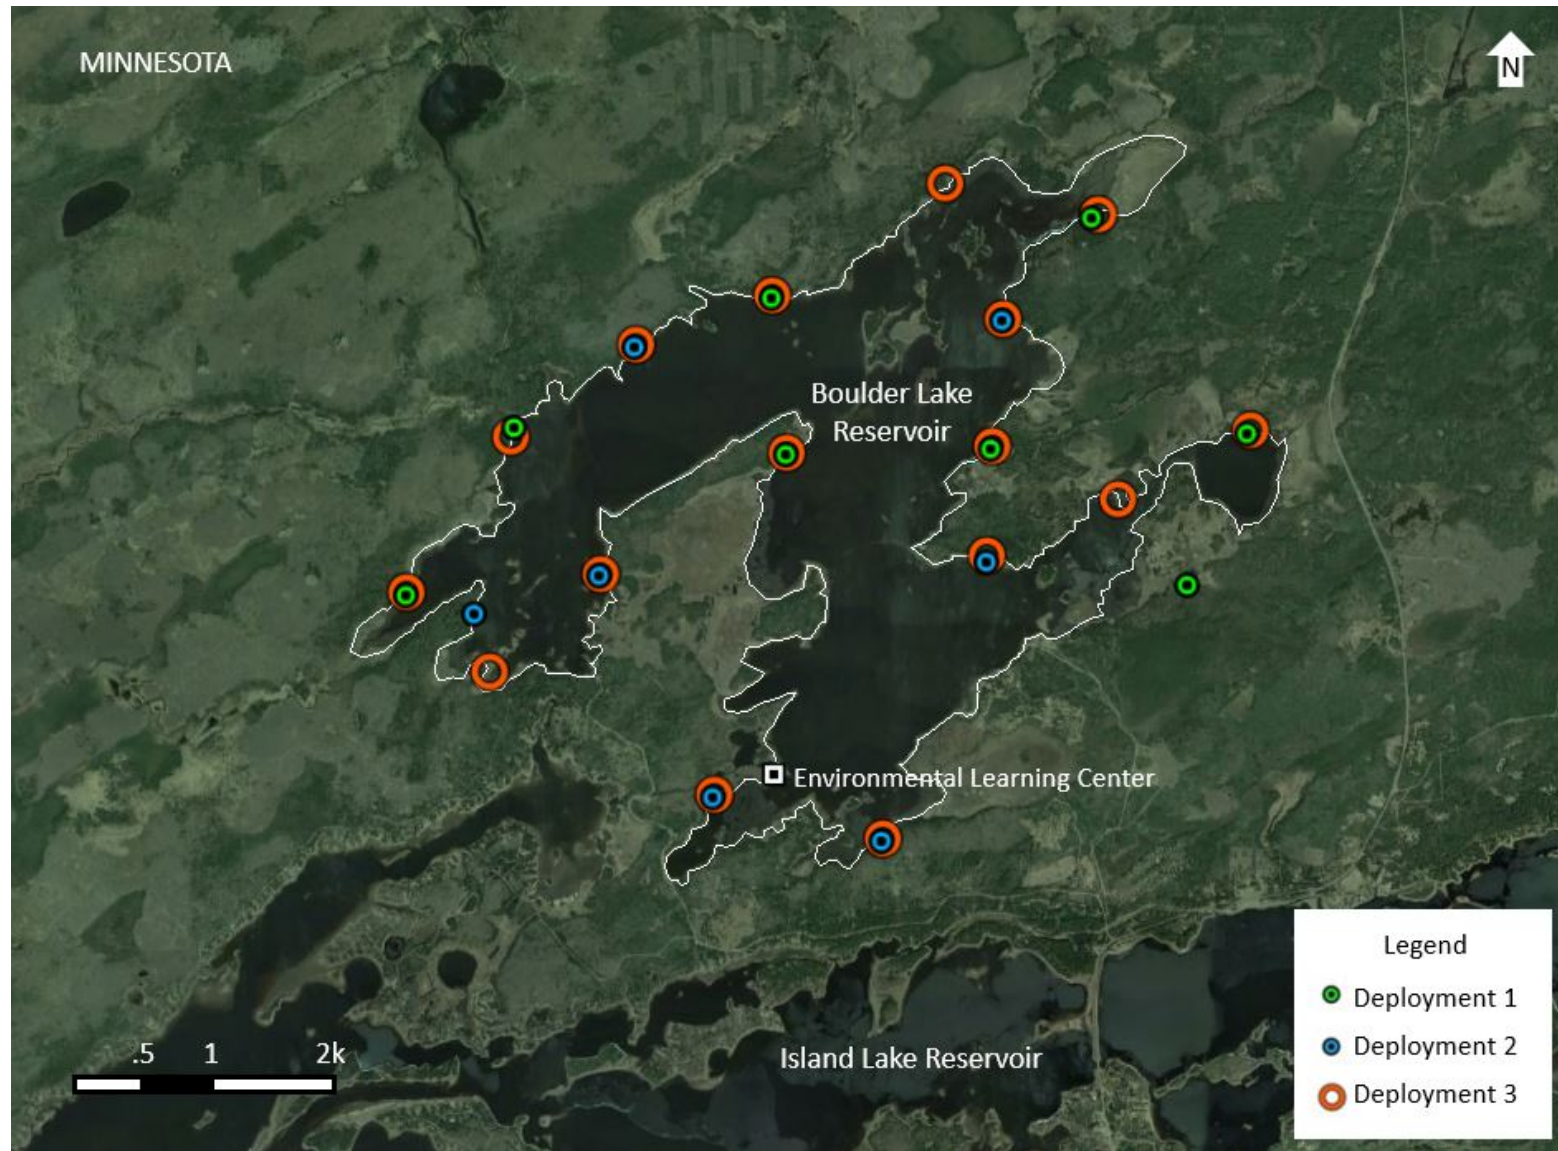 MINNESOTA
N
Boulder Lake
Reservoir
Environmental Learning Center
Legend
Deployment 1
Deployment 2
Deployment 3
.5 1 2k
Island Lake Reservoir